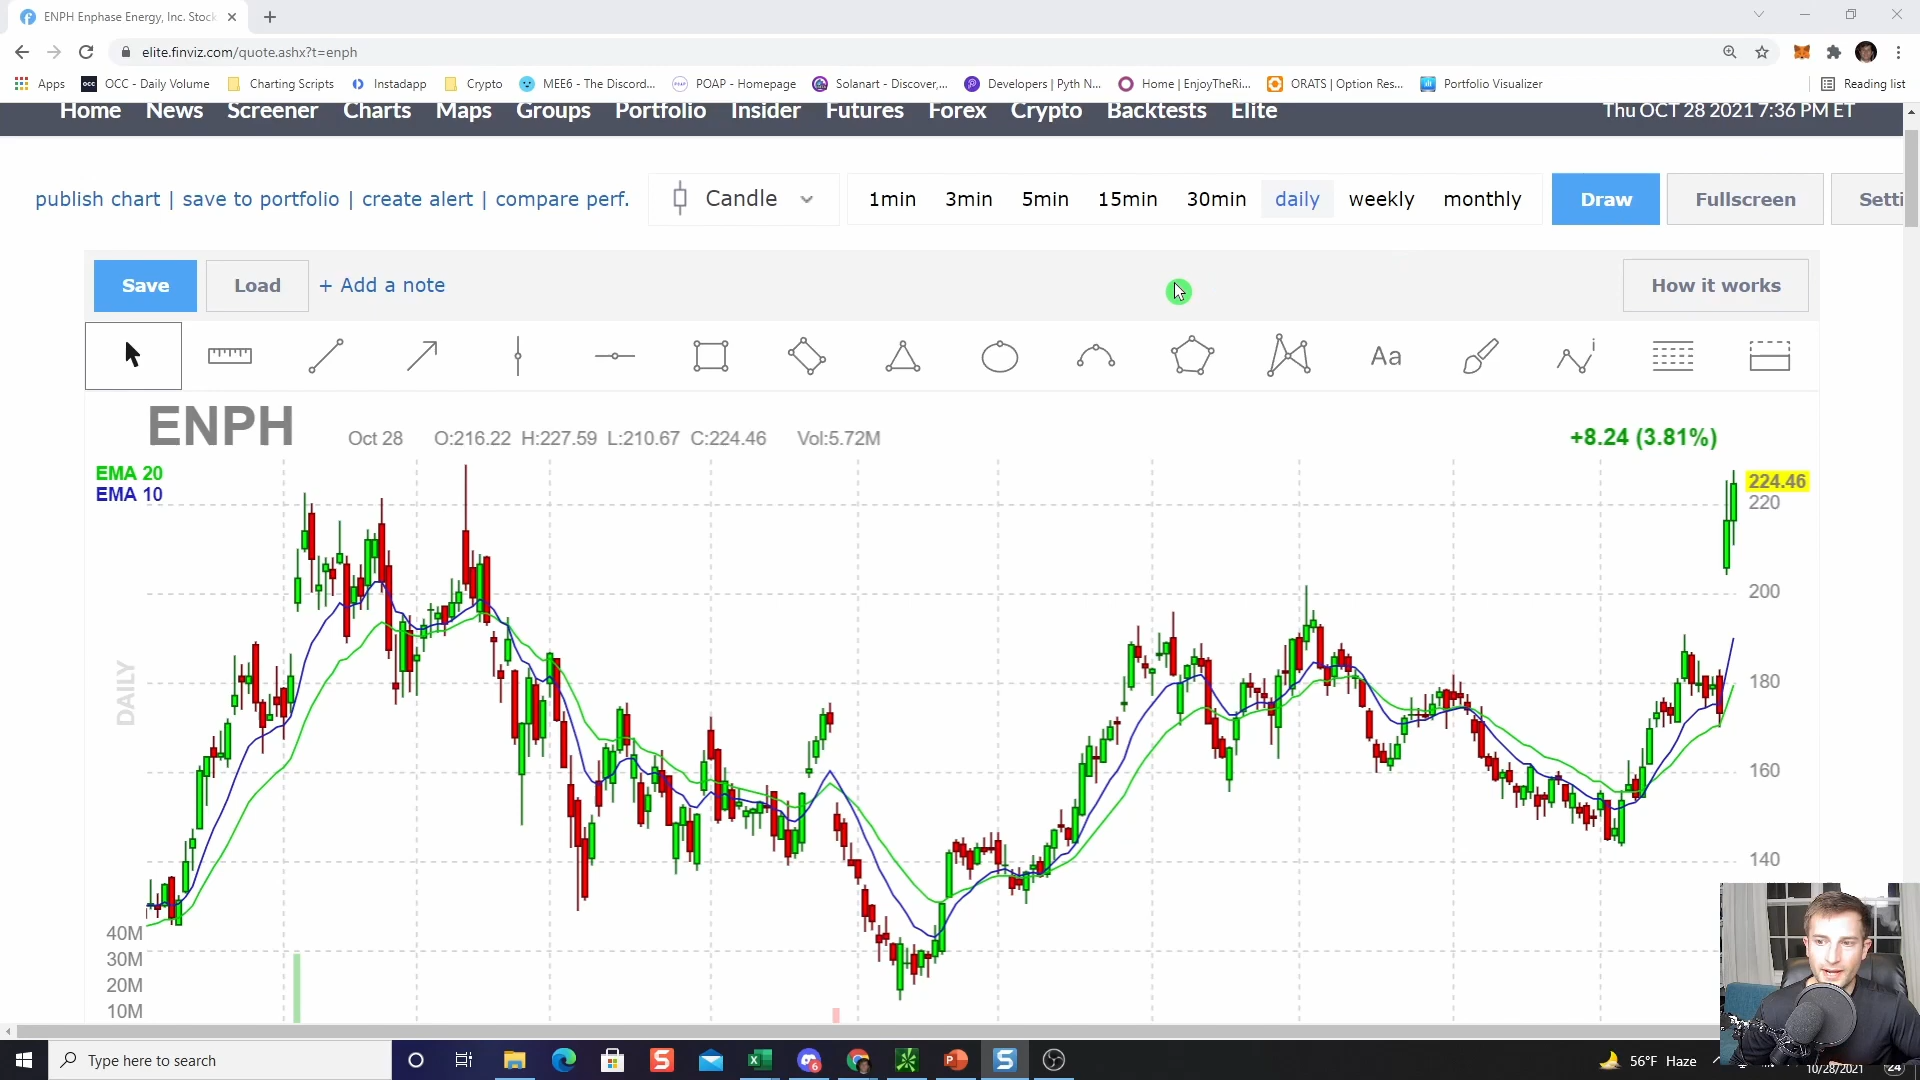 ENPH Enphase Energy, Inc. Stock
elite.finviz.com/quote.ashx?t=enph
Apps OCC - Daily Volume Charting Scripts Instadapp Crypto MEE6 - The Discord... POAP - Homepage Solanart - Discover,... Developers | Pyth N... Home | EnjoyTheRi... ORATS | Option Res... Portfolio Visualizer Reading list
Home News Screener Charts Maps Groups Portfolio Insider Futures Forex Crypto Backtests Elite Thu OCT 28 2021 7:36 PM ET
publish chart | save to portfolio | create alert | compare perf. Candle 1min 3min 5min 15min 30min daily weekly monthly Draw Fullscreen Setti
Save Load + Add a note How it works
Aa i
ENPH Oct 28 O:216.22 H:227.59 L:210.67 C:224.46 Vol:5.72M +8.24 (3.81%)
EMA 20
EMA 10
224.46
220
200
DAILY
180
160
140
40M
30M
20M
10M
Type here to search 56°F Haze
10/28/2021 24